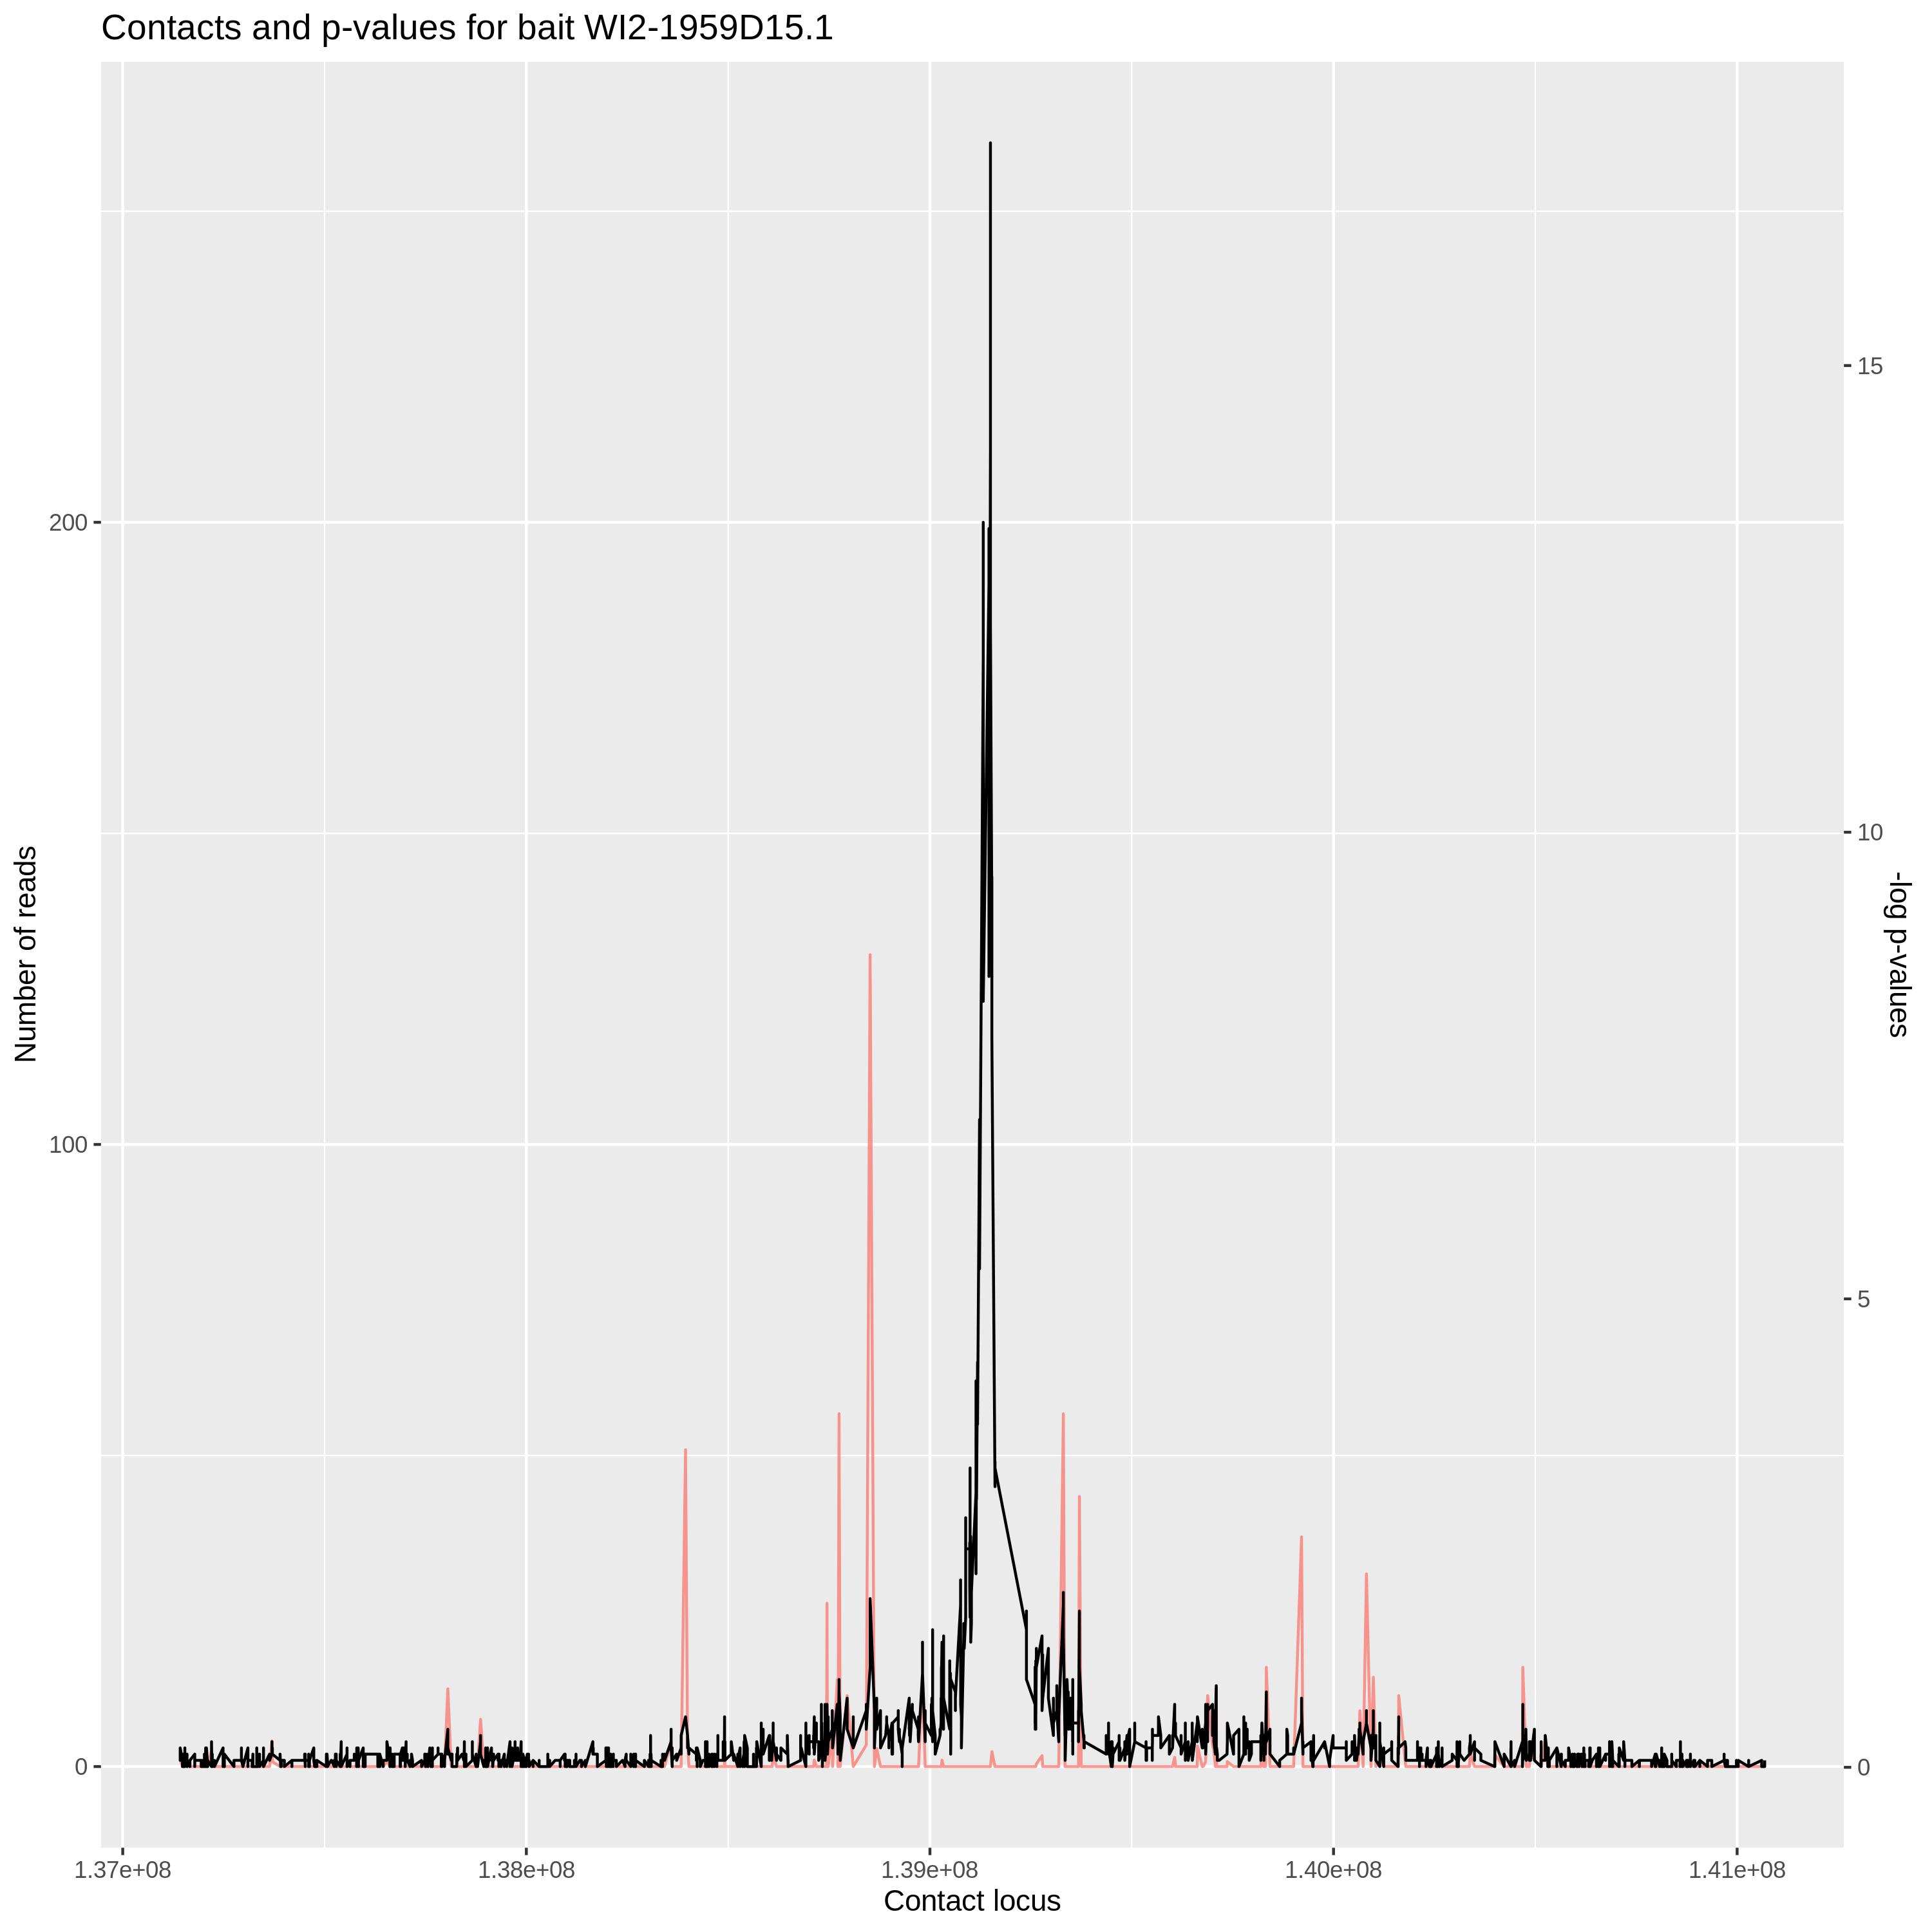 Contacts and p-values for bait WI2-1959D15.1
Number of reads
200
100
0
15
10
5
0
-log p-values
1.37e+08
1.38e+08
1.39e+08
1.40e+08
1.41e+08
Contact locus